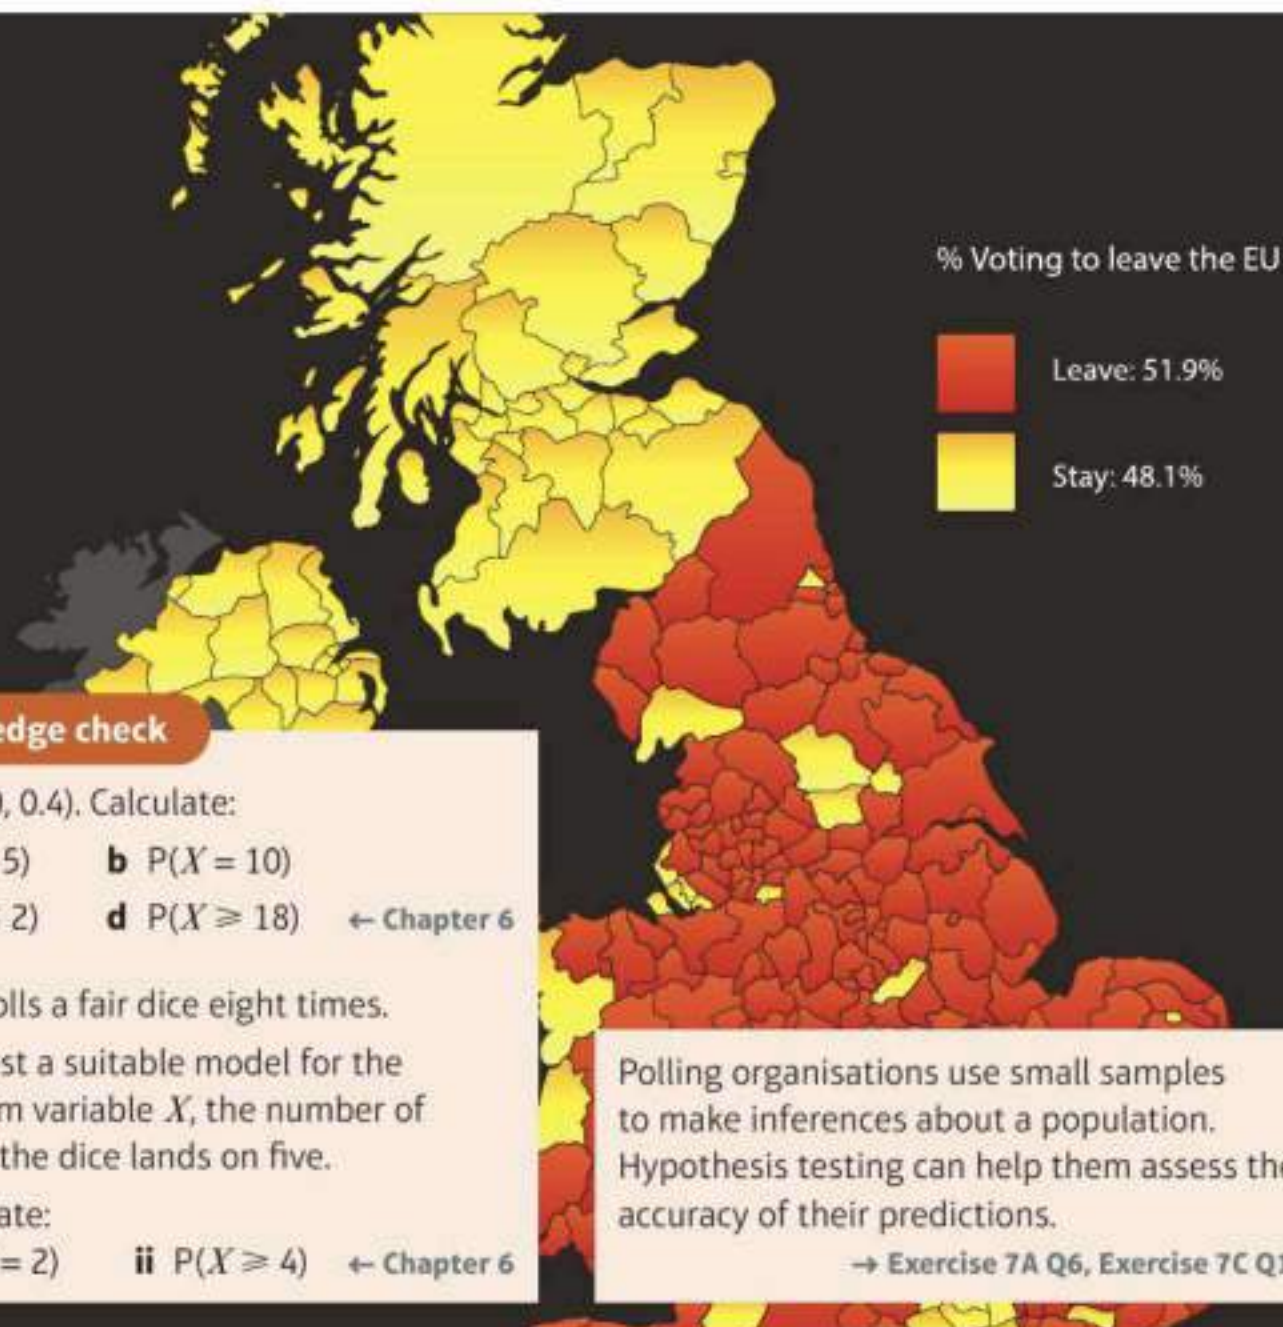 % Voting to leave the EU
Leave: 51.9%
Stay: 48.1%
edge check
, 0.4). Calculate:
5) b P(X = 10)
2) d P(X ⩾ 18) ← Chapter 6
olls a fair dice eight times.
st a suitable model for the
m variable X, the number of
the dice lands on five.
ate:
= 2) ii P(X ⩾ 4) ← Chapter 6
Polling organisations use small samples
to make inferences about a population.
Hypothesis testing can help them assess the
accuracy of their predictions.
→ Exercise 7A Q6, Exercise 7C Q1